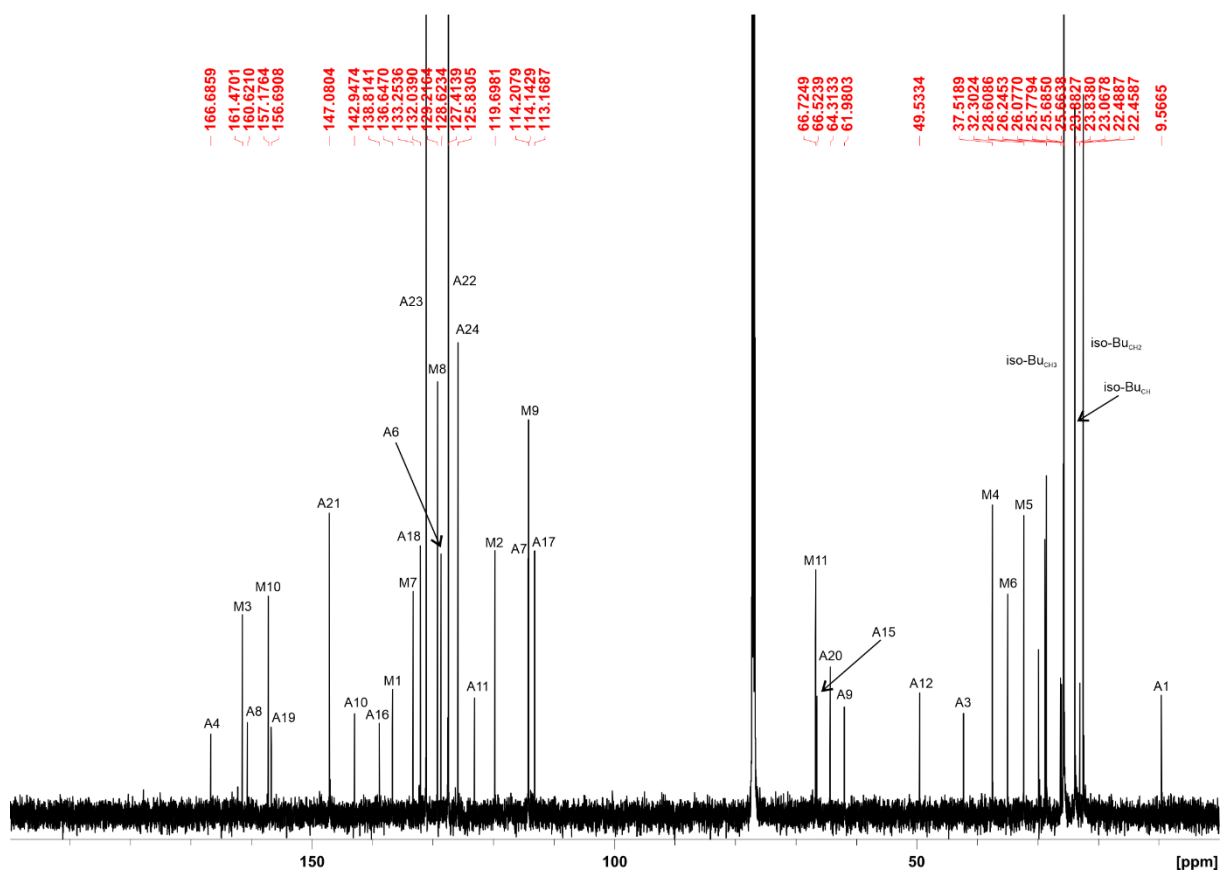 166.6859
161.4701
160.6210
157.1764
156.6908
147.0804
142.9474
138.8141
136.6470
133.2536
132.0390
129.2164
128.6234
127.4139
125.8305
119.6981
114.2079
114.1429
113.1687
66.7249
66.5239
64.3133
61.9803
49.5334
37.5189
32.3024
28.6086
26.2453
26.0770
25.7794
25.6850
25.6638
23.8827
23.8380
23.0678
22.4887
22.4587
9.5665
A23
A22
A24
iso-BuCH3
iso-BuCH2
iso-BuCH
M8
M9
A6
A21
A18
M7
M2
A7
A17
M3
M10
M1
A4
A8
A19
A10
A16
A11
M11
A15
A20
A9
A12
A3
M4
M5
M6
A1
150
100
50
[ppm]